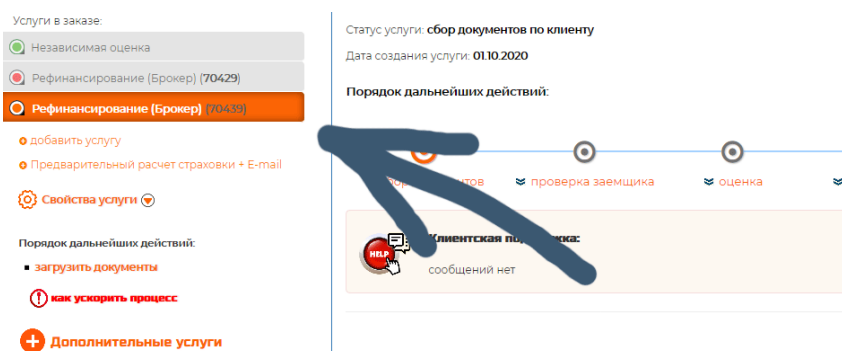 Услуги в заказе:
Независимая оценка
Рефинансирование (Брокер) (70429)
Рефинансирование (Брокер) (70439)
добавить услугу
Предварительный расчет страховки + E-mail
Свойства услуги
Порядок дальнейших действий:
загрузить документы
как ускорить процесс
Дополнительные услуги
Статус услуги: сбор документов по клиенту
Дата создания услуги: 01.10.2020
Порядок дальнейших действий:
проверка заемщика
оценка
HELP
Клиентская
сообщений нет